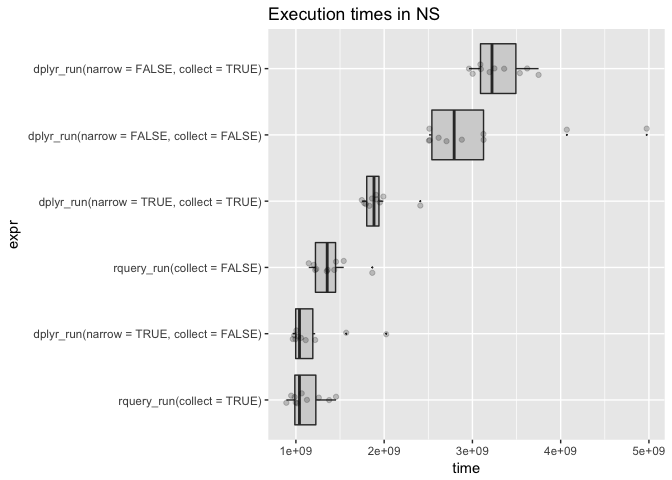 Execution times in NS
dplyr_run(narrow = FALSE, collect = TRUE)
dplyr_run(narrow = FALSE, collect = FALSE)
dplyr_run(narrow = TRUE, collect = TRUE)
expr
rquery_run(collect = FALSE)
dplyr_run(narrow = TRUE, collect = FALSE)
rquery_run(collect = TRUE)
1e+09 2e+09 3e+09 4e+09 5e+09
time